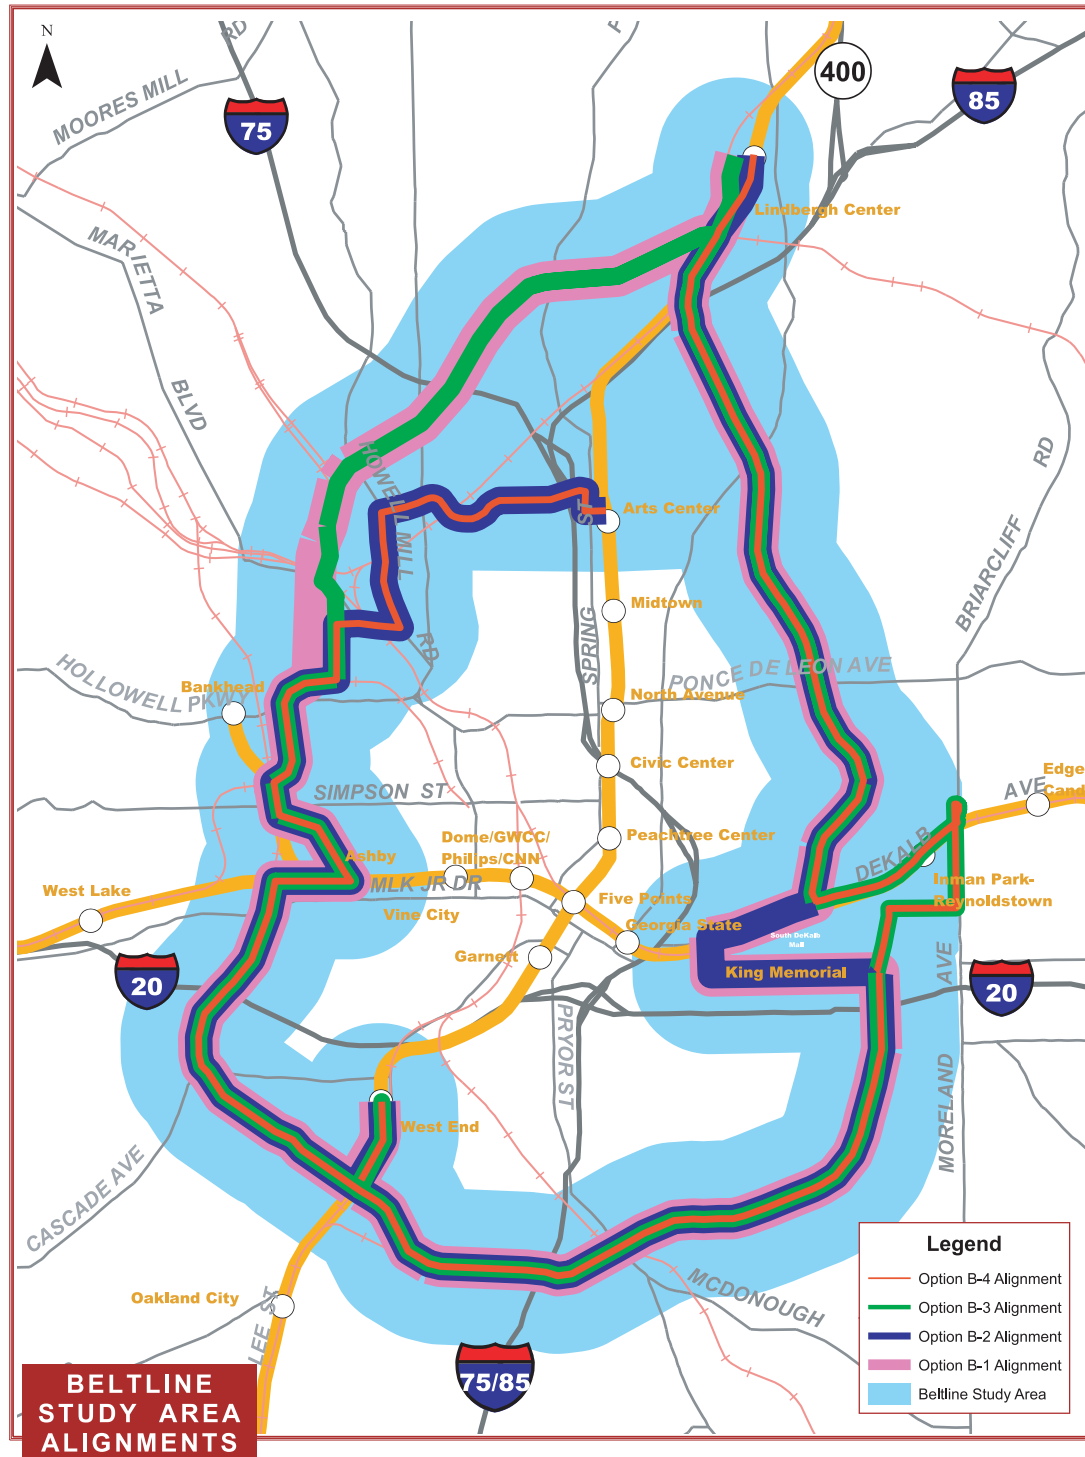 N
RD
P
400
85
75
MOORES MILL
Lindbergh Center
MARIETTA
BLVD
RD
HOWELL MILL
RD
ST
Arts Center
BRIARCLIFF
Midtown
SPRING
HOLLOWELL PKWY
Bankhead
PONCE DE LEON AVE
North Avenue
Civic Center
SIMPSON ST
Edge
Cand
AVE
DEKALB
Peachtree Center
Dome/GWCC/
Philips/CNN
Ashby
MLK JR DR
West Lake
Vine City
Five Points
Inman Park-
Reynoldstown
Georgia State
South DeKalb
Mall
Garnett
King Memorial
AVE
20
20
PRYOR ST
MORELAND
West End
CASCADE AVE
Oakland City
LEE ST
MCDONOUGH
75/85
Legend
Option B-4 Alignment
Option B-3 Alignment
Option B-2 Alignment
Option B-1 Alignment
Beltline Study Area
BELTLINE
STUDY AREA
ALIGNMENTS